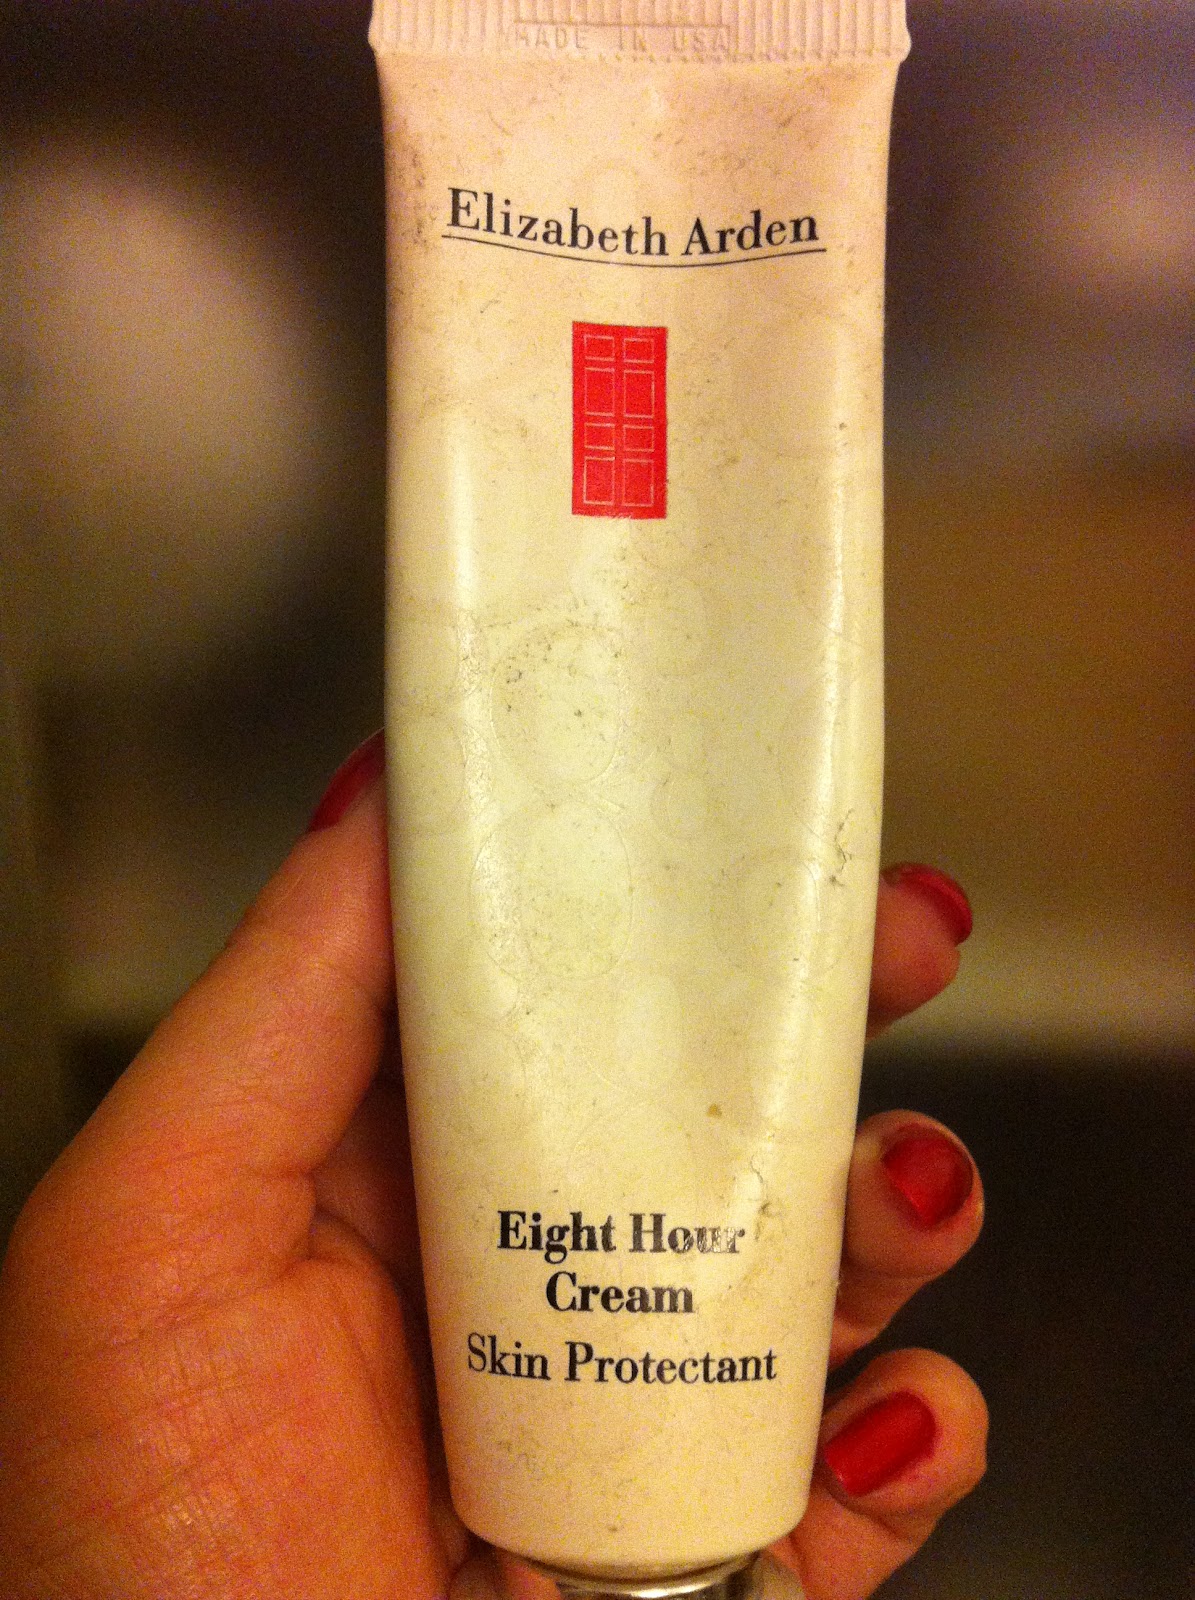 MADE IN USA
Elizabeth Arden
Eight Hour
Cream
Skin Protectant